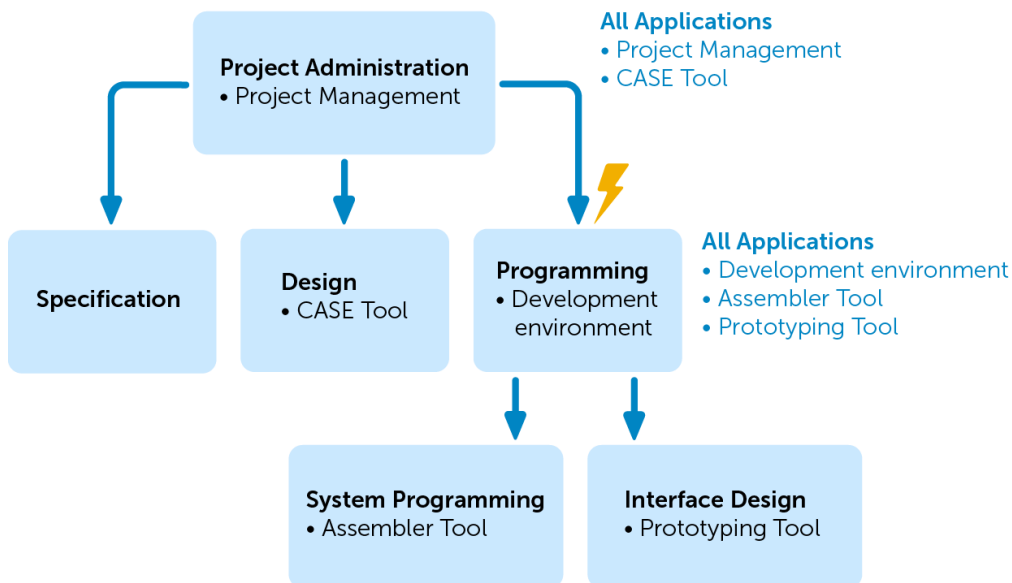 All Applications
• Project Management
• CASE Tool
Project Administration
• Project Management
Specification
Design
• CASE Tool
Programming
• Development
environment
All Applications
• Development environment
• Assembler Tool
• Prototyping Tool
System Programming
• Assembler Tool
Interface Design
• Prototyping Tool